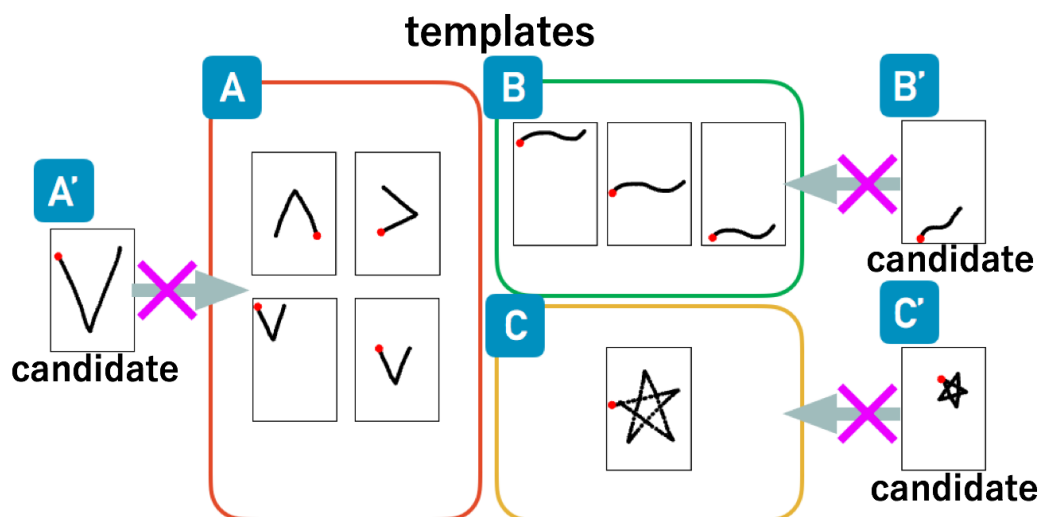 templates
A
B
B′
A′
candidate
candidate
C
C′
candidate